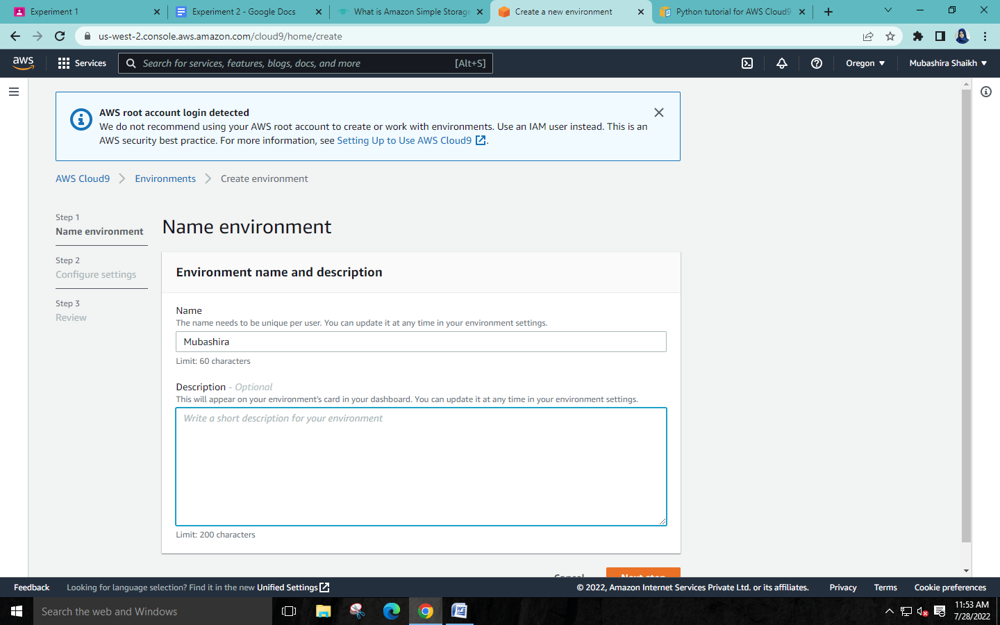 Experiment 1
Experiment 2 - Google Docs
What is Amazon Simple Storage
Create a new environment
Python tutorial for AWS Cloud9
us-west-2.console.aws.amazon.com/cloud9/home/create
aws
Services
Search for services, features, blogs, docs, and more
[Alt+S]
Oregon
Mubashira Shaikh
AWS root account login detected
We do not recommend using your AWS root account to create or work with environments. Use an IAM user instead. This is an
AWS security best practice. For more information, see Setting Up to Use AWS Cloud9.
AWS Cloud9
Environments
Create environment
Step 1
Name environment
Step 2
Configure settings
Step 3
Review
Name environment
Environment name and description
Name
The name needs to be unique per user. You can update it at any time in your environment settings.
Mubashira
Limit: 60 characters
Description - Optional
This will appear on your environment's card in your dashboard. You can update it at any time in your environment settings.
Write a short description for your environment
Limit: 200 characters
Cancel
Next step
Feedback
Looking for language selection? Find it in the new Unified Settings
© 2022, Amazon Internet Services Private Ltd. or its affiliates.
Privacy
Terms
Cookie preferences
Search the web and Windows
11:53 AM
7/28/2022